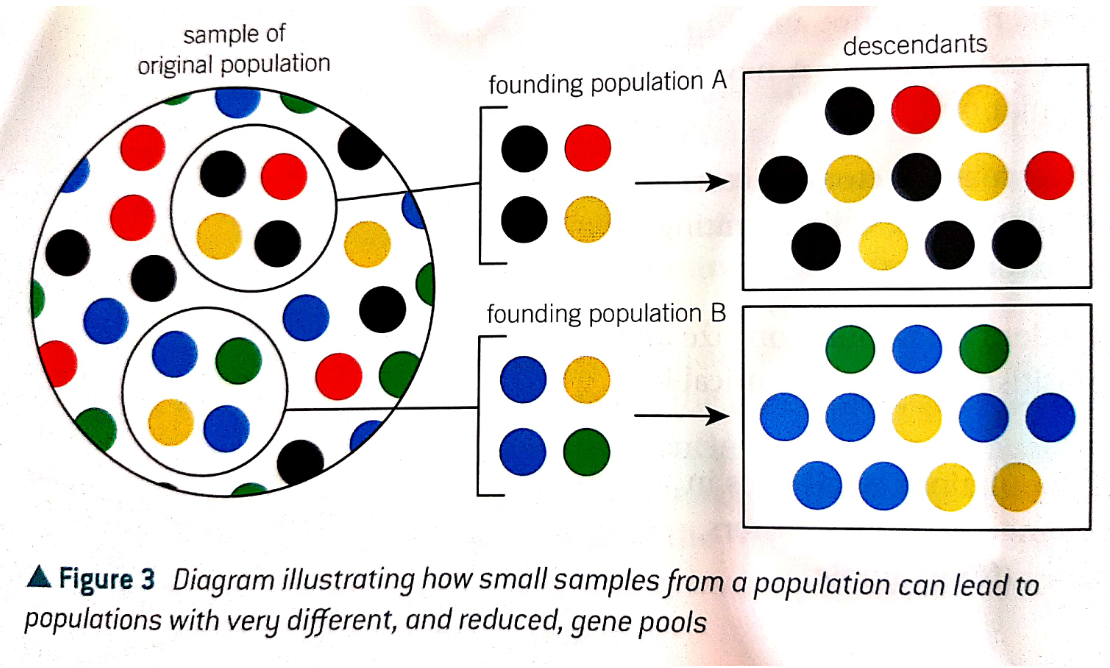 sample of
original population
founding population A
descendants
founding population B
▲ Figure 3 Diagram illustrating how small samples from a population can lead to
populations with very different, and reduced, gene pools